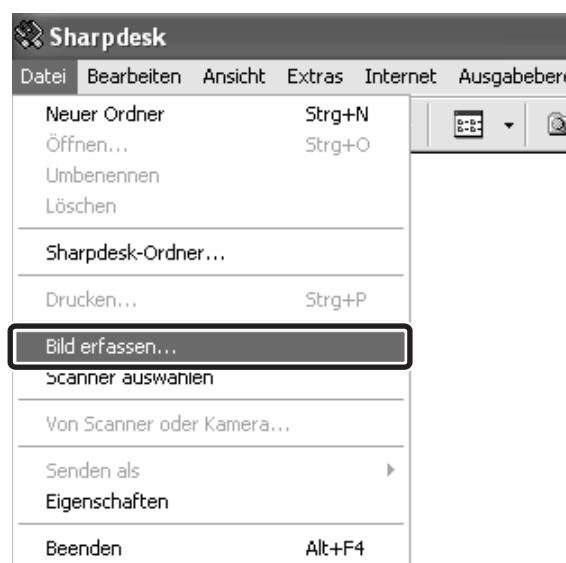 Sharpdesk
Datei Bearbeiten Ansicht Extras Internet Ausgabeber
Neuer Ordner Strg+N
Öffnen... Strg+O
Umbenennen
Löschen
Sharpdesk-Ordner...
Drucken... Strg+P
Bild erfassen...
Scanner auswählen
Von Scanner oder Kamera...
Senden als
Eigenschaften
Beenden Alt+F4